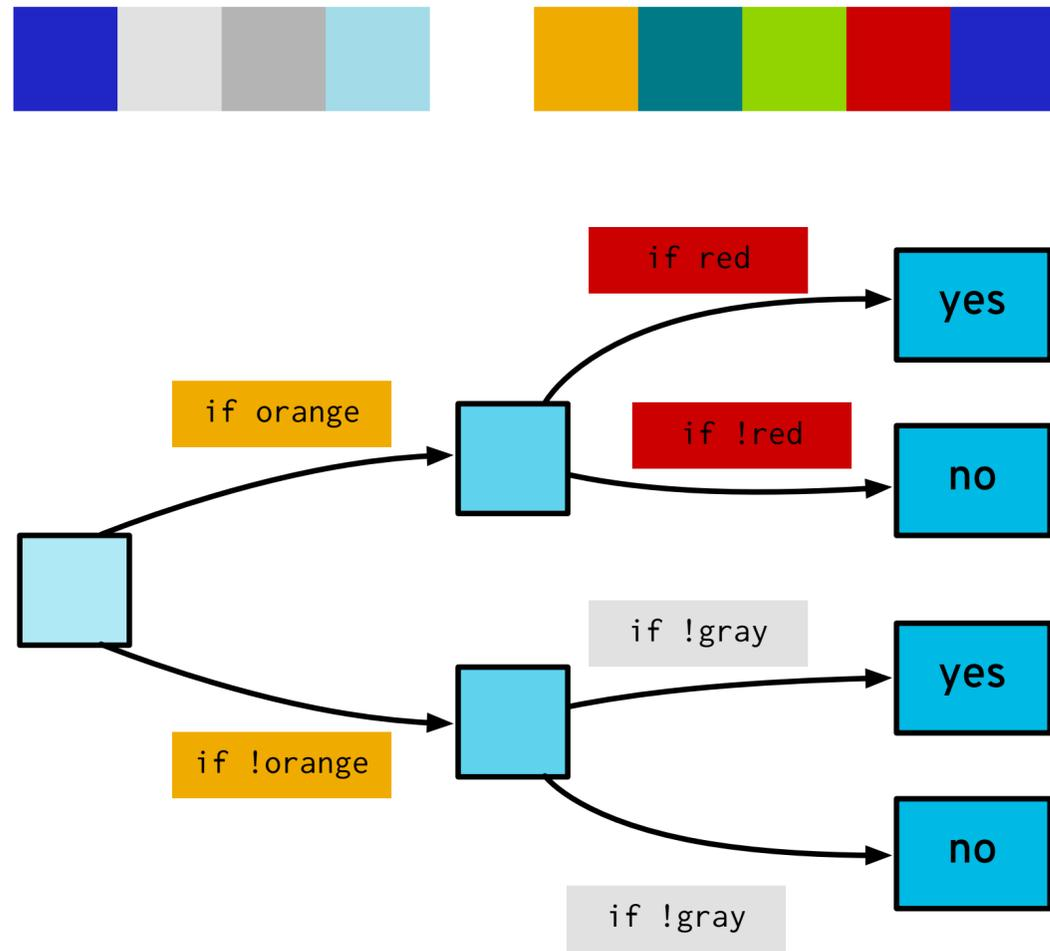 if red
yes
if orange
if !red
no
if !gray
yes
if !orange
no
if !gray